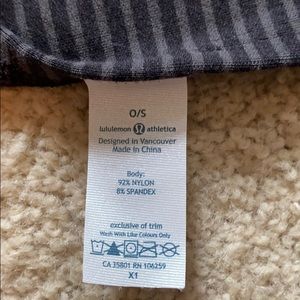 O/S
lululemon athletica
Designed in Vancouver
Made in China
Body:
92% NYLON
8% SPANDEX
exclusive of trim
Wash With Like Colours Only
CA 35801 RN 106259
X1